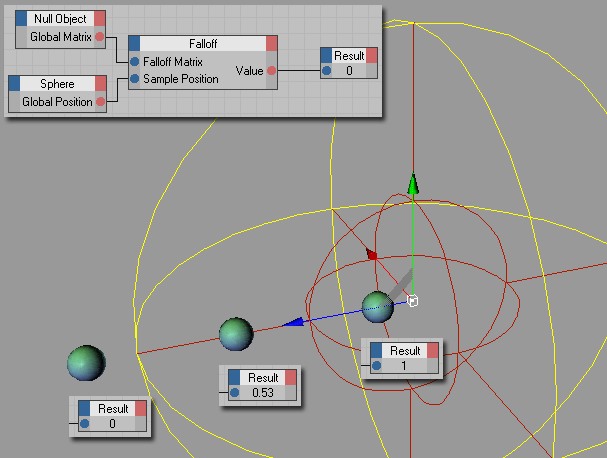 Null Object
Global Matrix
Falloff
Falloff Matrix
Sample Position
Value
Result
0
Sphere
Global Position
Result
1
Result
0.53
Result
0